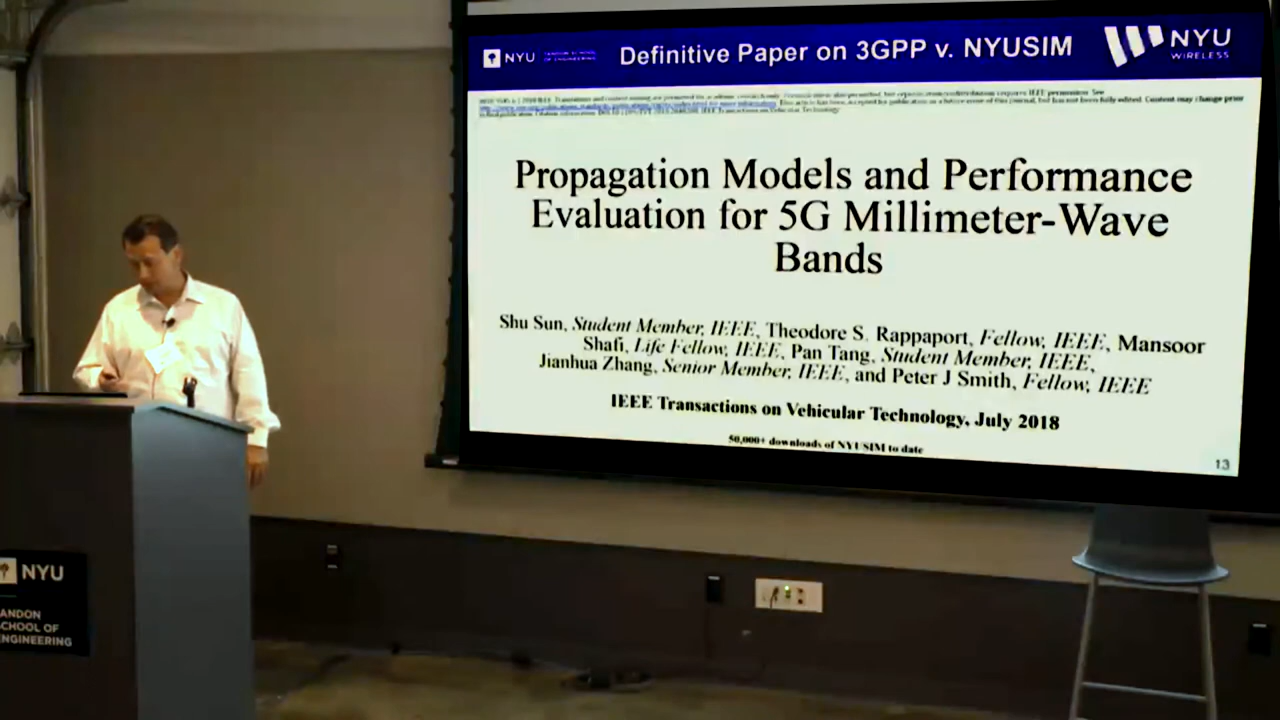 NYU
Definitive Paper on 3GPP v. NYUSIM
NYU
WIRELESS
Propagation Models and Performance
Evaluation for 5G Millimeter-Wave
Bands
Shu Sun, Student Member, IEEE, Theodore S. Rappaport, Fellow, IEEE, Mansoor
Shafi, Life Fellow, IEEE, Pan Tang, Student Member, IEEE,
Jianhua Zhang, Senior Member, IEEE, and Peter J Smith, Fellow, IEEE
IEEE Transactions on Vehicular Technology, July 2018
50,000+ downloads of NYUSIM to date
13
NYU
ANDON
SCHOOL OF
ENGINEERING